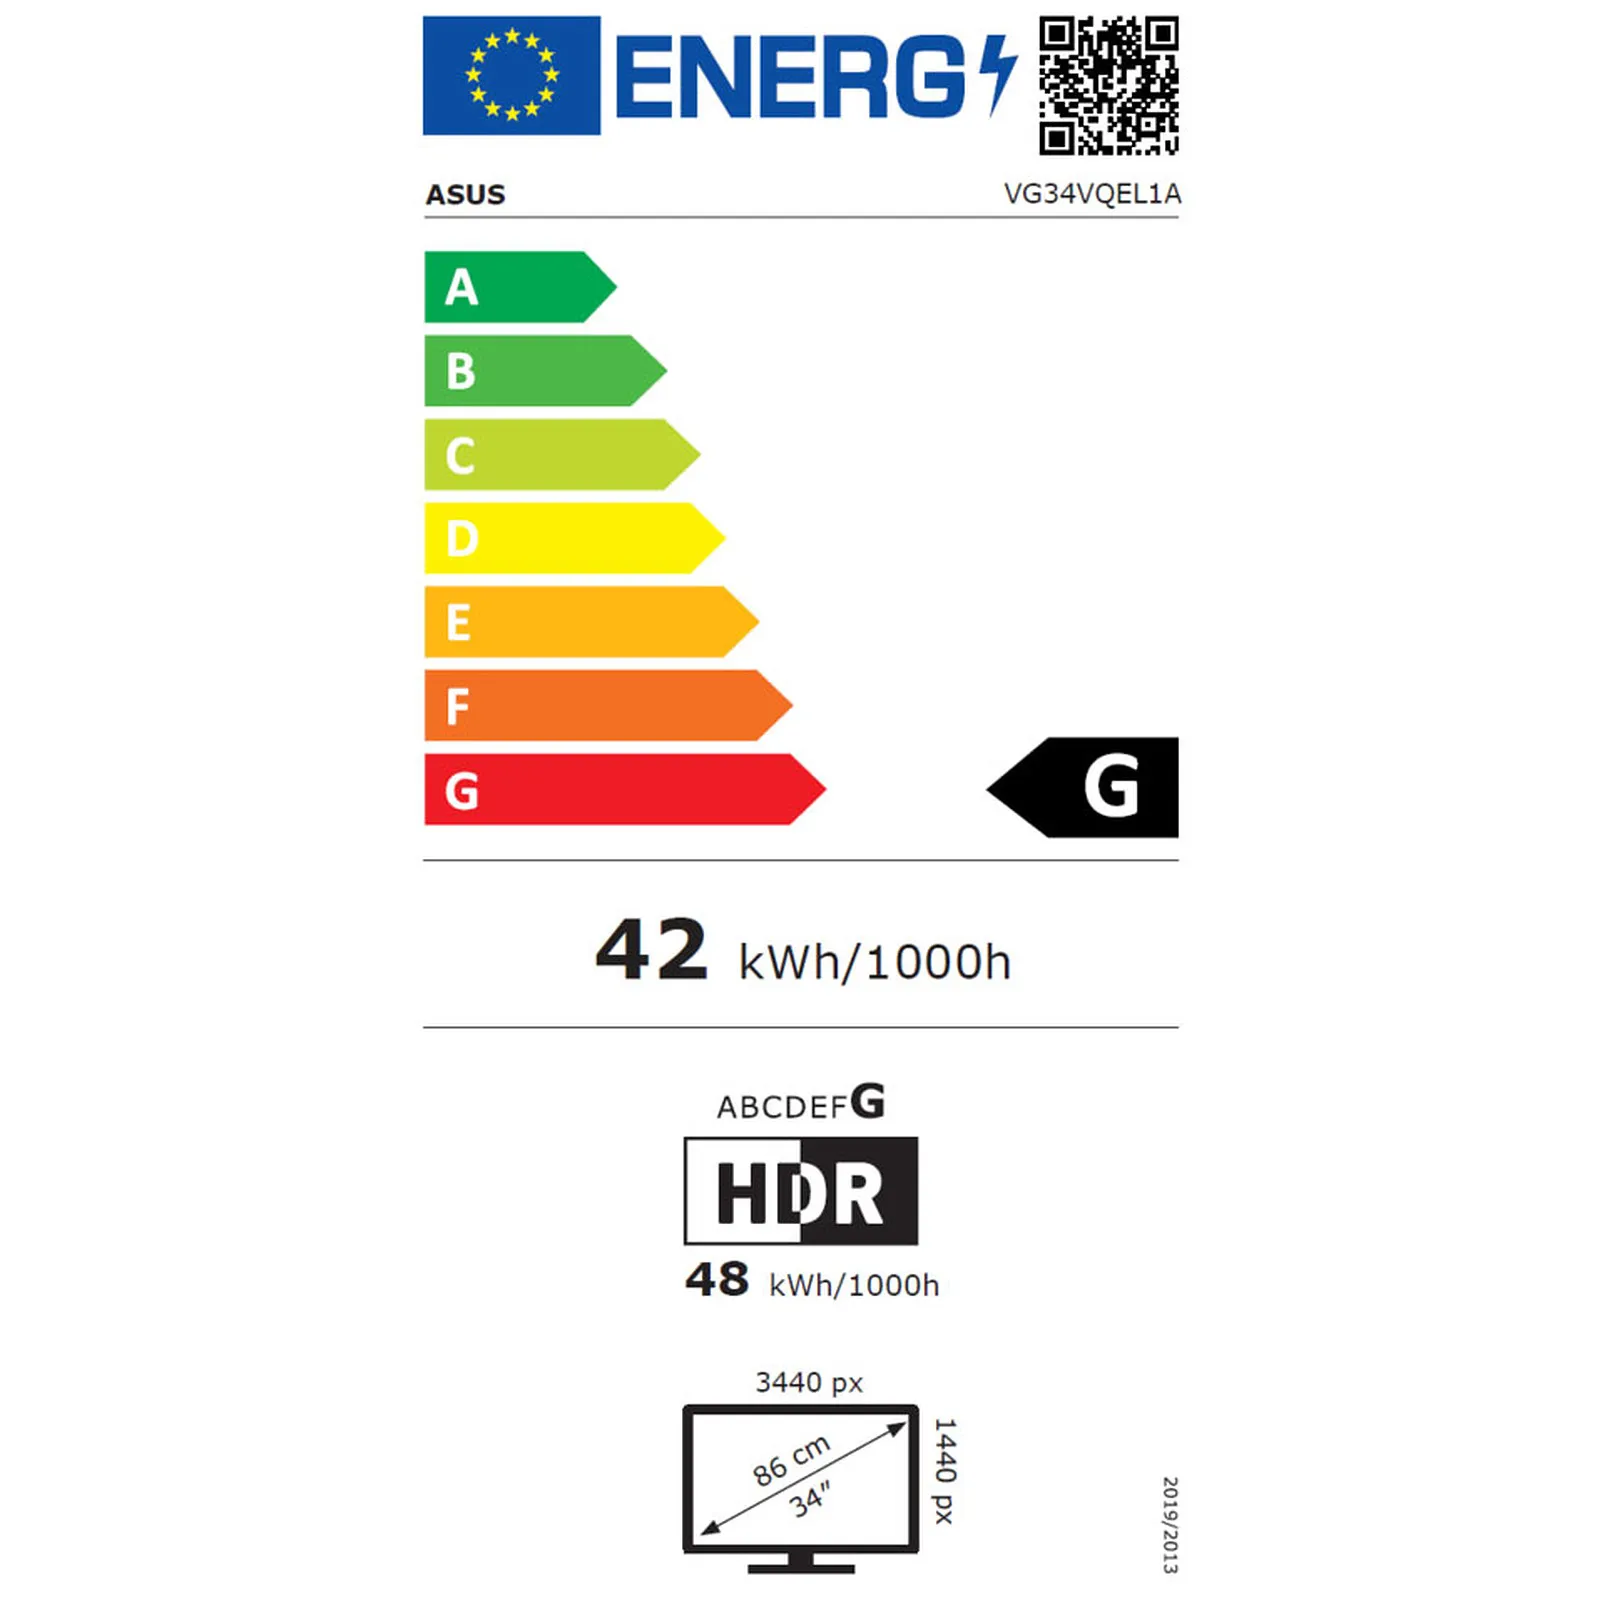 ENERG
ASUS
VG34VQEL1A
A
B
C
D
E
F
G
G
42 kWh/1000h
ABCDEFG
HDR
48 kWh/1000h
3440 px
1440 px
86 cm
34"
2019/2013